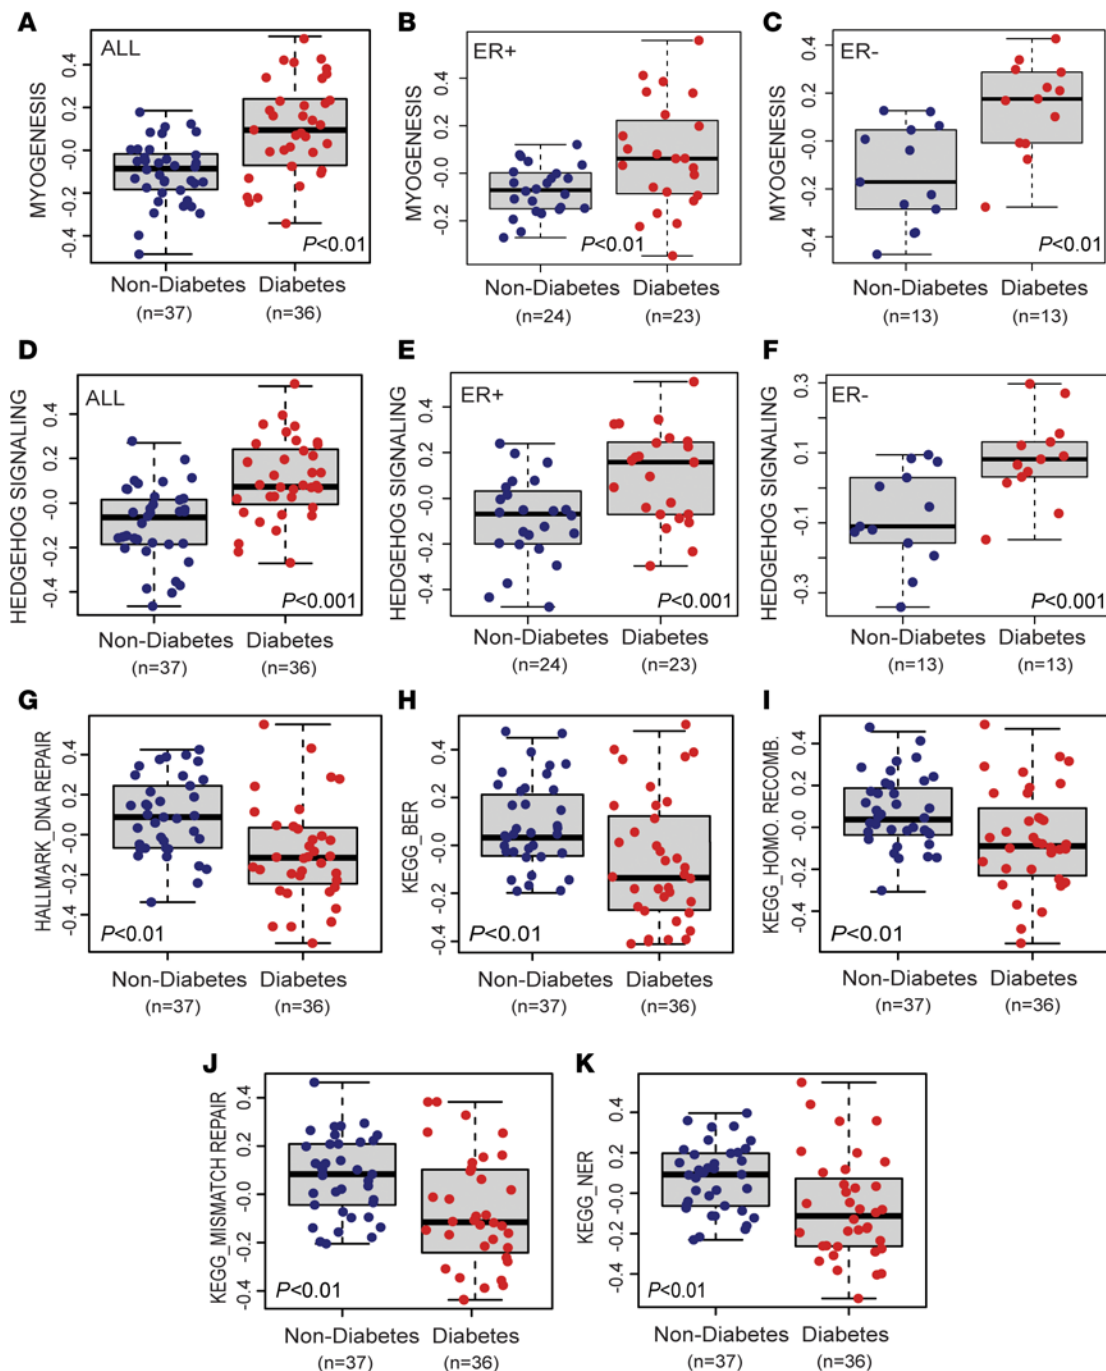 A
ALL
MYOGENESIS
0.4
0.2
-0.0
-0.2
-0.4
P<0.01
Non-Diabetes
Diabetes
(n=37)
(n=36)
B
ER+
MYOGENESIS
0.4
0.2
-0.0
-0.2
P<0.01
Non-Diabetes
Diabetes
(n=24)
(n=23)
C
ER-
MYOGENESIS
0.4
0.2
-0.0
-0.2
-0.4
P<0.01
Non-Diabetes
Diabetes
(n=13)
(n=13)
D
ALL
HEDGEHOG SIGNALING
0.4
0.2
-0.0
-0.2
-0.4
P<0.001
Non-Diabetes
Diabetes
(n=37)
(n=36)
E
ER+
HEDGEHOG SIGNALING
0.4
0.2
-0.0
-0.2
-0.4
P<0.001
Non-Diabetes
Diabetes
(n=24)
(n=23)
F
ER-
HEDGEHOG SIGNALING
0.3
0.1
-0.1
-0.3
P<0.001
Non-Diabetes
Diabetes
(n=13)
(n=13)
G
HALLMARK_DNA REPAIR
0.4
0.2
-0.0
-0.2
-0.4
P<0.01
Non-Diabetes
Diabetes
(n=37)
(n=36)
H
KEGG_BER
0.4
0.2
-0.0
-0.2
-0.4
P<0.01
Non-Diabetes
Diabetes
(n=37)
(n=36)
I
KEGG_HOMO. RECOMB.
0.4
0.2
-0.0
-0.2
-0.4
P<0.01
Non-Diabetes
Diabetes
(n=37)
(n=36)
J
KEGG_MISMATCH REPAIR
0.4
0.2
-0.0
-0.2
-0.4
P<0.01
Non-Diabetes
Diabetes
(n=37)
(n=36)
K
KEGG_NER
0.4
0.2
-0.0
-0.2
-0.4
P<0.01
Non-Diabetes
Diabetes
(n=37)
(n=36)